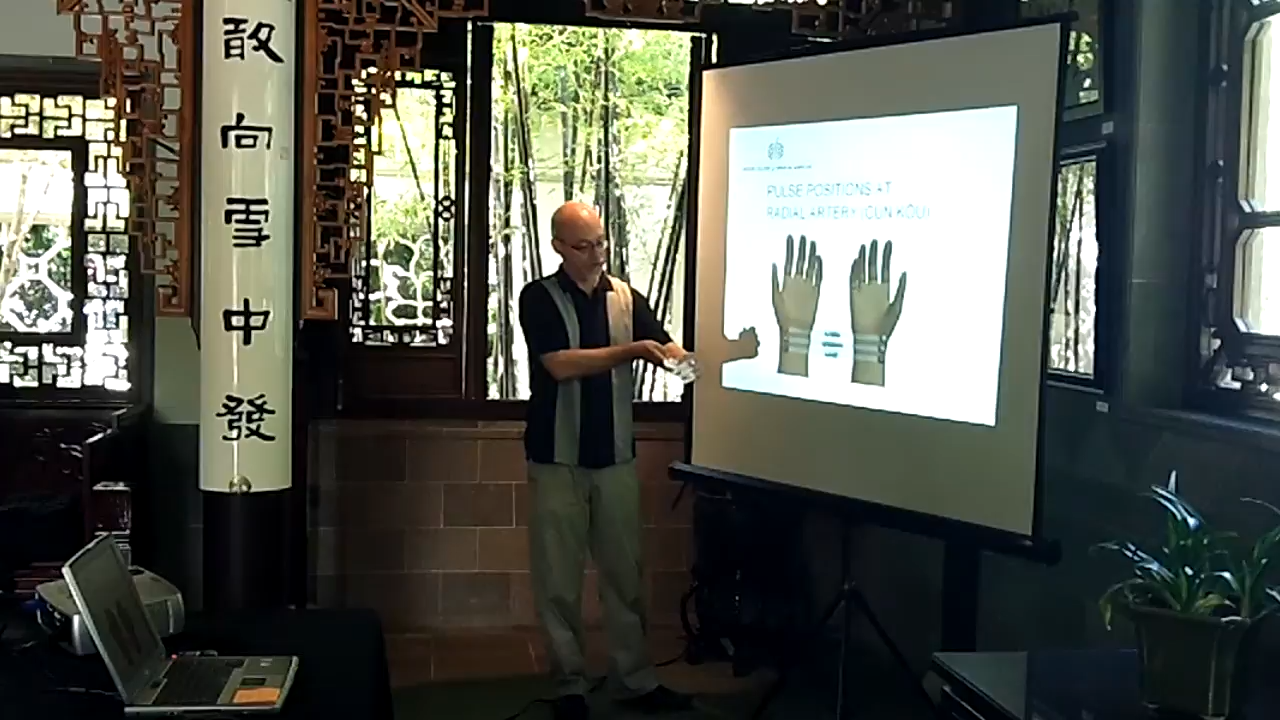 敢
向
雪
中
發
PULSE POSITIONS AT
RADIAL ARTERY (CUN KOU)